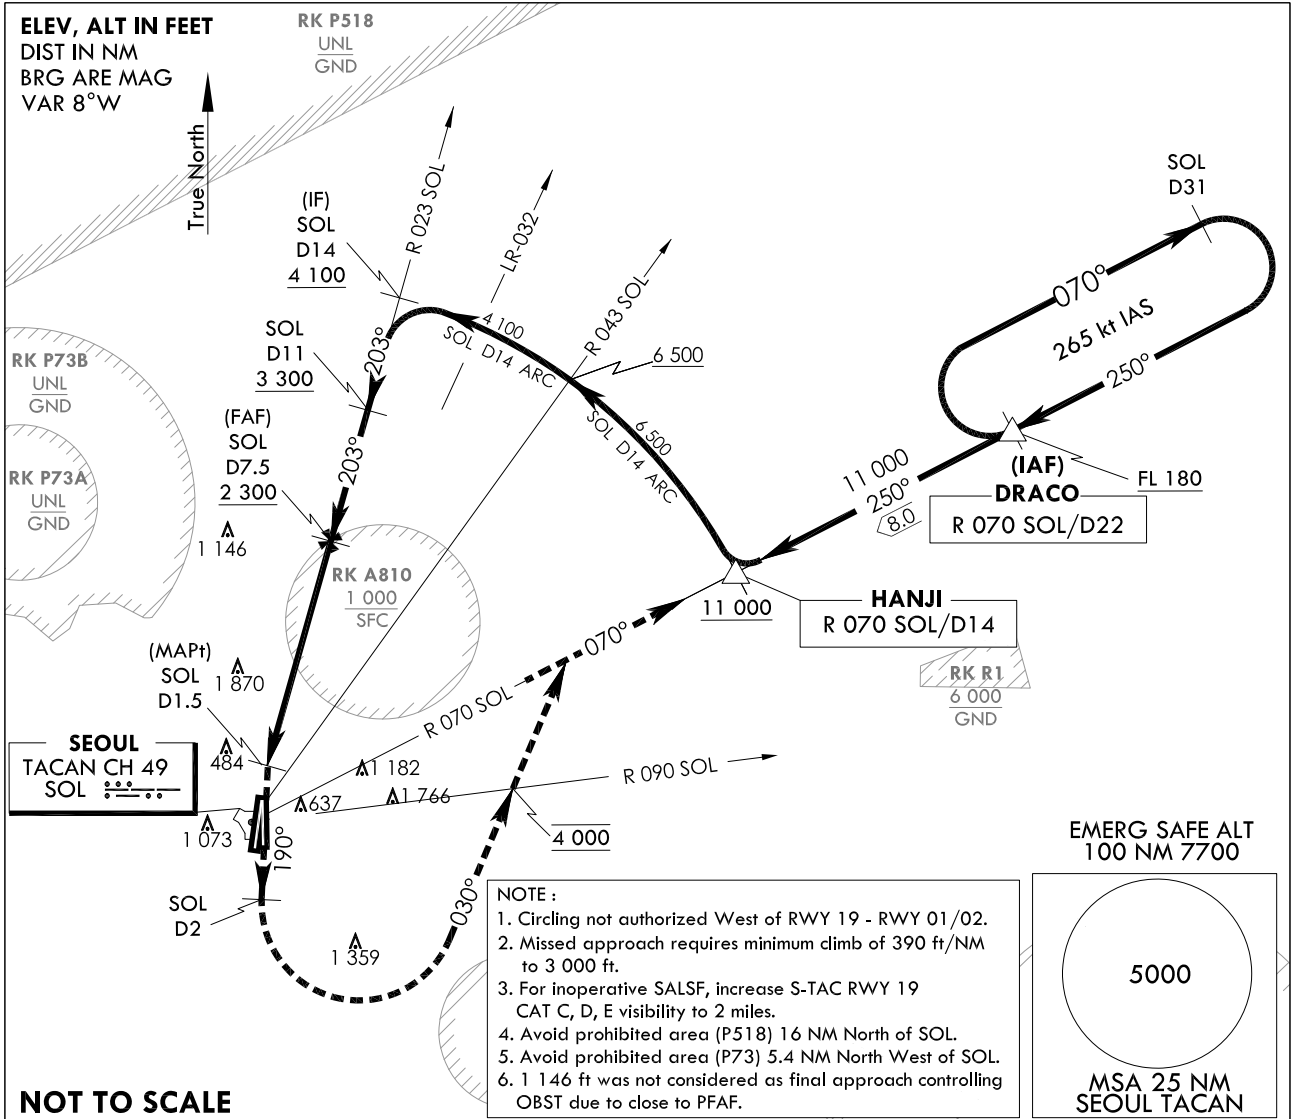 ELEV, ALT IN FEET
DIST IN NM
BRG ARE MAG
VAR 8°W
True North
RK P518
UNL
GND
(IF)
SOL
D14
4 100
R 023 SOL
LR-032
R 043 SOL
SOL
D31
070°
265 kt IAS
250°
SOL
D11
3 300
203°
4 100
SOL D14 ARC
6 500
6 500
SOL D14 ARC
RK P73B
UNL
GND
(FAF)
SOL
D7.5
2 300
203°
RK P73A
UNL
GND
1 146
11 000
250°
8.0
(IAF)
DRACO
R 070 SOL/D22
FL 180
RK A810
1 000
SFC
11 000
HANJI
R 070 SOL/D14
070°
R 070 SOL
RK R1
6 000
GND
(MAPt)
SOL
D1.5
1 870
484
SEOUL
TACAN CH 49
SOL
1 182
637
1 766
R 090 SOL
1 073
190°
4 000
SOL
D2
030°
1 359
NOTE :
1. Circling not authorized West of RWY 19 - RWY 01/02.
2. Missed approach requires minimum climb of 390 ft/NM
to 3 000 ft.
3. For inoperative SALSF, increase S-TAC RWY 19
CAT C, D, E visibility to 2 miles.
4. Avoid prohibited area (P518) 16 NM North of SOL.
5. Avoid prohibited area (P73) 5.4 NM North West of SOL.
6. 1 146 ft was not considered as final approach controlling
OBST due to close to PFAF.
EMERG SAFE ALT
100 NM 7700
5000
MSA 25 NM
SEOUL TACAN
NOT TO SCALE